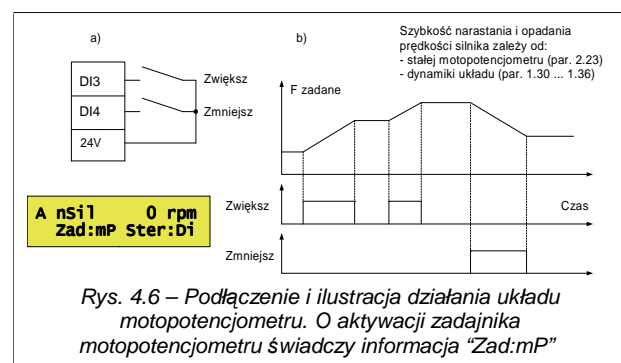 a)
DI3
DI4
24V
Zwiększ
Zmniejsz
A nSil 0 rpm
Zad:mP Ster:Di
b)
Szybkość narastania i opadania
prędkości silnika zależy od:
- stałej motopotencjometru (par. 2.23)
- dynamiki układu (par. 1.30 ... 1.36)
F zadane
Zwiększ
Czas
Zmniejsz
Rys. 4.6 – Podłączenie i ilustracja działania układu
motopotencjometru. O aktywacji zadajnika
motopotencjometru świadczy informacja “Zad:mP”